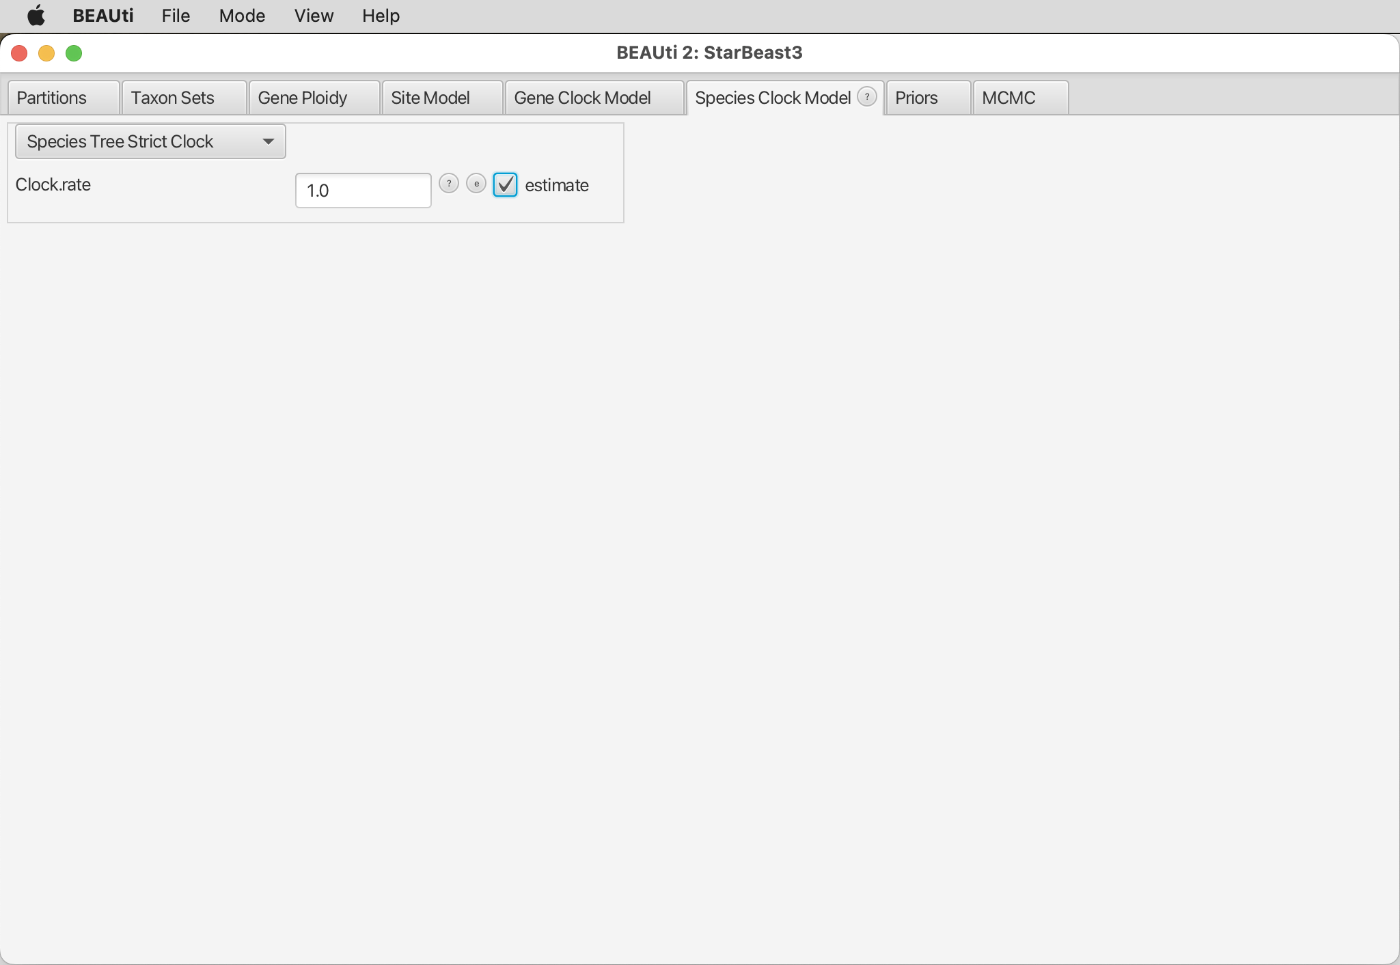 BEAUti File Mode View Help
BEAUti 2: StarBeast3
Partitions Taxon Sets Gene Ploidy Site Model Gene Clock Model Species Clock Model ? Priors MCMC
Species Tree Strict Clock
Clock.rate 1.0 ? e estimate